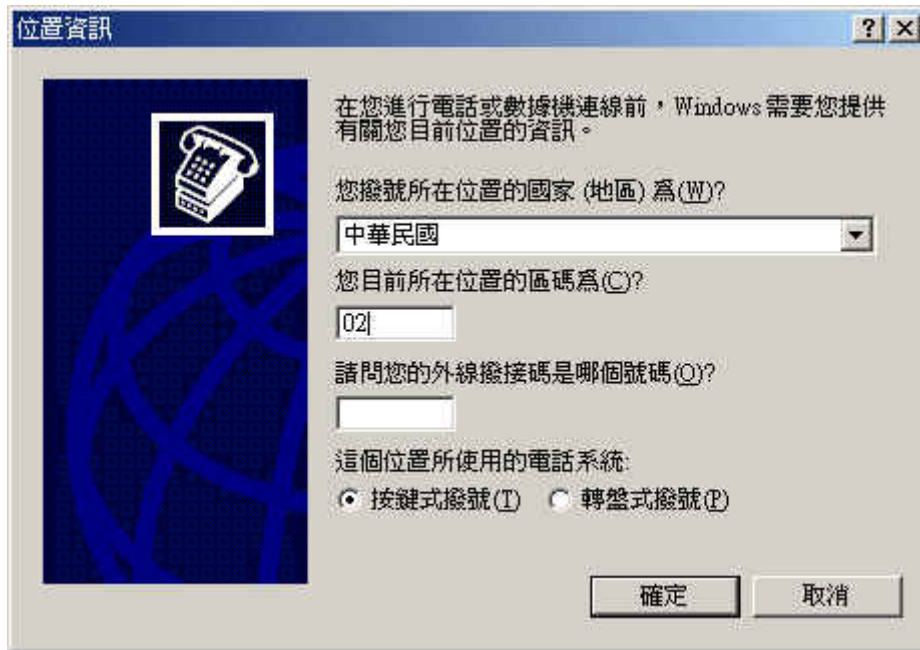 位置資訊
在您進行電話或數據機連線前，Windows 需要您提供
有關您目前位置的資訊。
您撥號所在位置的國家 (地區) 為(W)?
中華民國
您目前所在位置的區碼為(C)?
02
請問您的外線撥接碼是哪個號碼(O)?
這個位置所使用的電話系統:
按鍵式撥號(T) 轉盤式撥號(P)
確定 取消